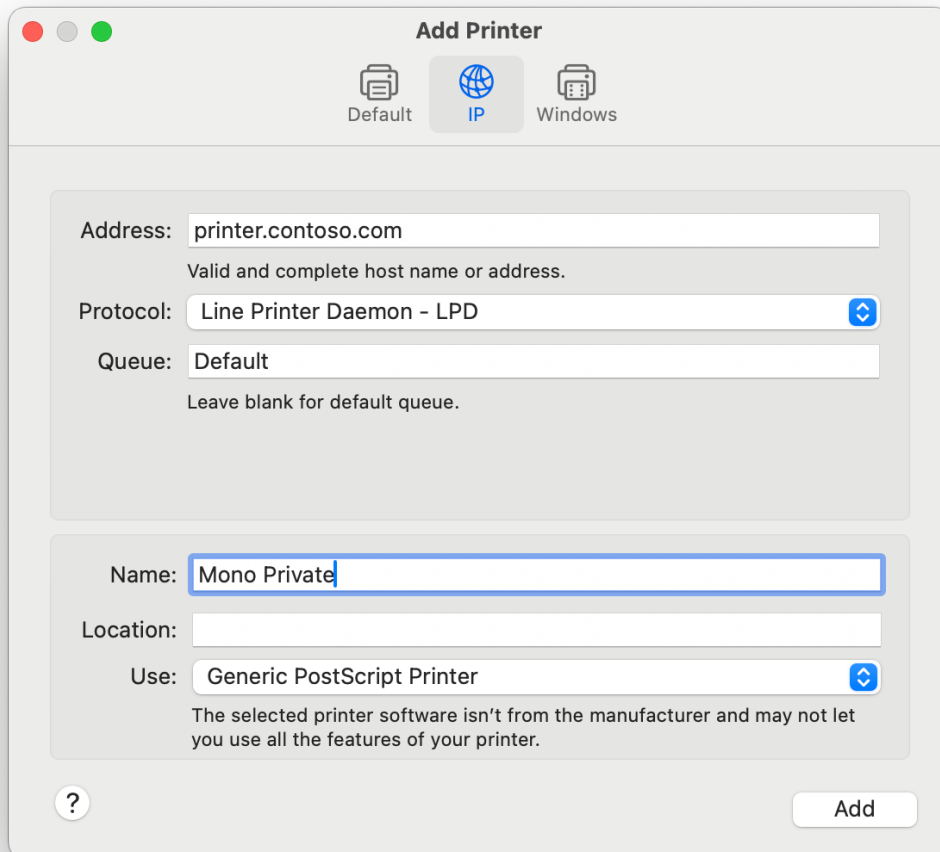 Add Printer
Default
IP
Windows
Address: printer.contoso.com
Valid and complete host name or address.
Protocol: Line Printer Daemon - LPD
Queue: Default
Leave blank for default queue.
Name: Mono Private
Location:
Use: Generic PostScript Printer
The selected printer software isn’t from the manufacturer and may not let
you use all the features of your printer.
?
Add